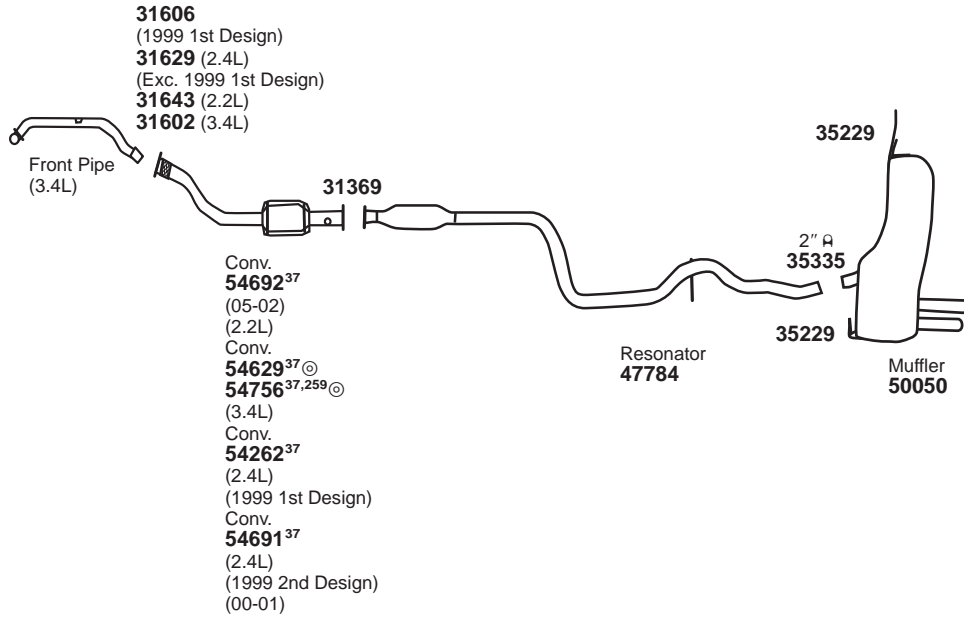 31606
(1999 1st Design)
31629 (2.4L)
(Exc. 1999 1st Design)
31643 (2.2L)
31602 (3.4L)
Front Pipe
(3.4L)
31369
Conv.
54692³⁷
(05-02)
(2.2L)
Conv.
54629³⁷◎
54756³⁷,²⁵⁹◎
(3.4L)
Conv.
54262³⁷
(2.4L)
(1999 1st Design)
Conv.
54691³⁷
(2.4L)
(1999 2nd Design)
(00-01)
Resonator
47784
2"
35335
35229
35229
Muffler
50050